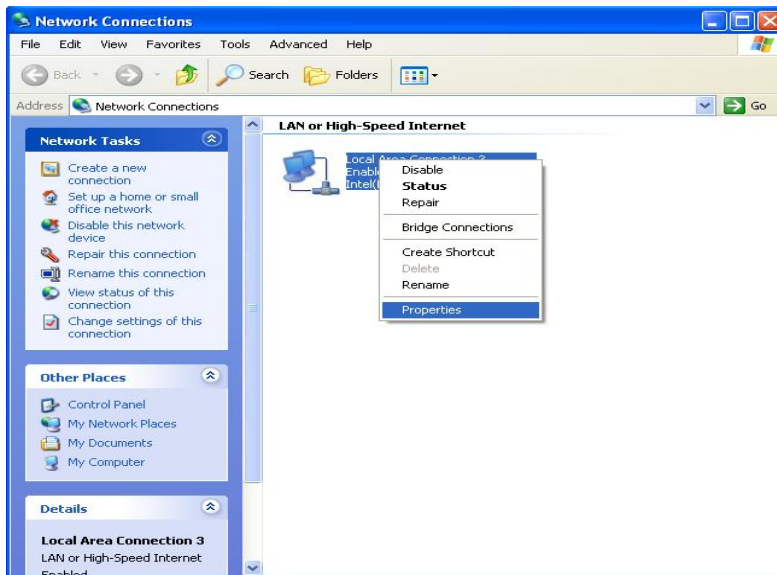 Network Connections
File Edit View Favorites Tools Advanced Help
Back Search Folders
Address Network Connections Go
Network Tasks
Create a new
connection
Set up a home or small
office network
Disable this network
device
Repair this connection
Rename this connection
View status of this
connection
Change settings of this
connection
Other Places
Control Panel
My Network Places
My Documents
My Computer
Details
Local Area Connection 3
LAN or High-Speed Internet
Enabled
LAN or High-Speed Internet
Local Area Connection 3
Disable
Status
Repair
Bridge Connections
Create Shortcut
Delete
Rename
Properties